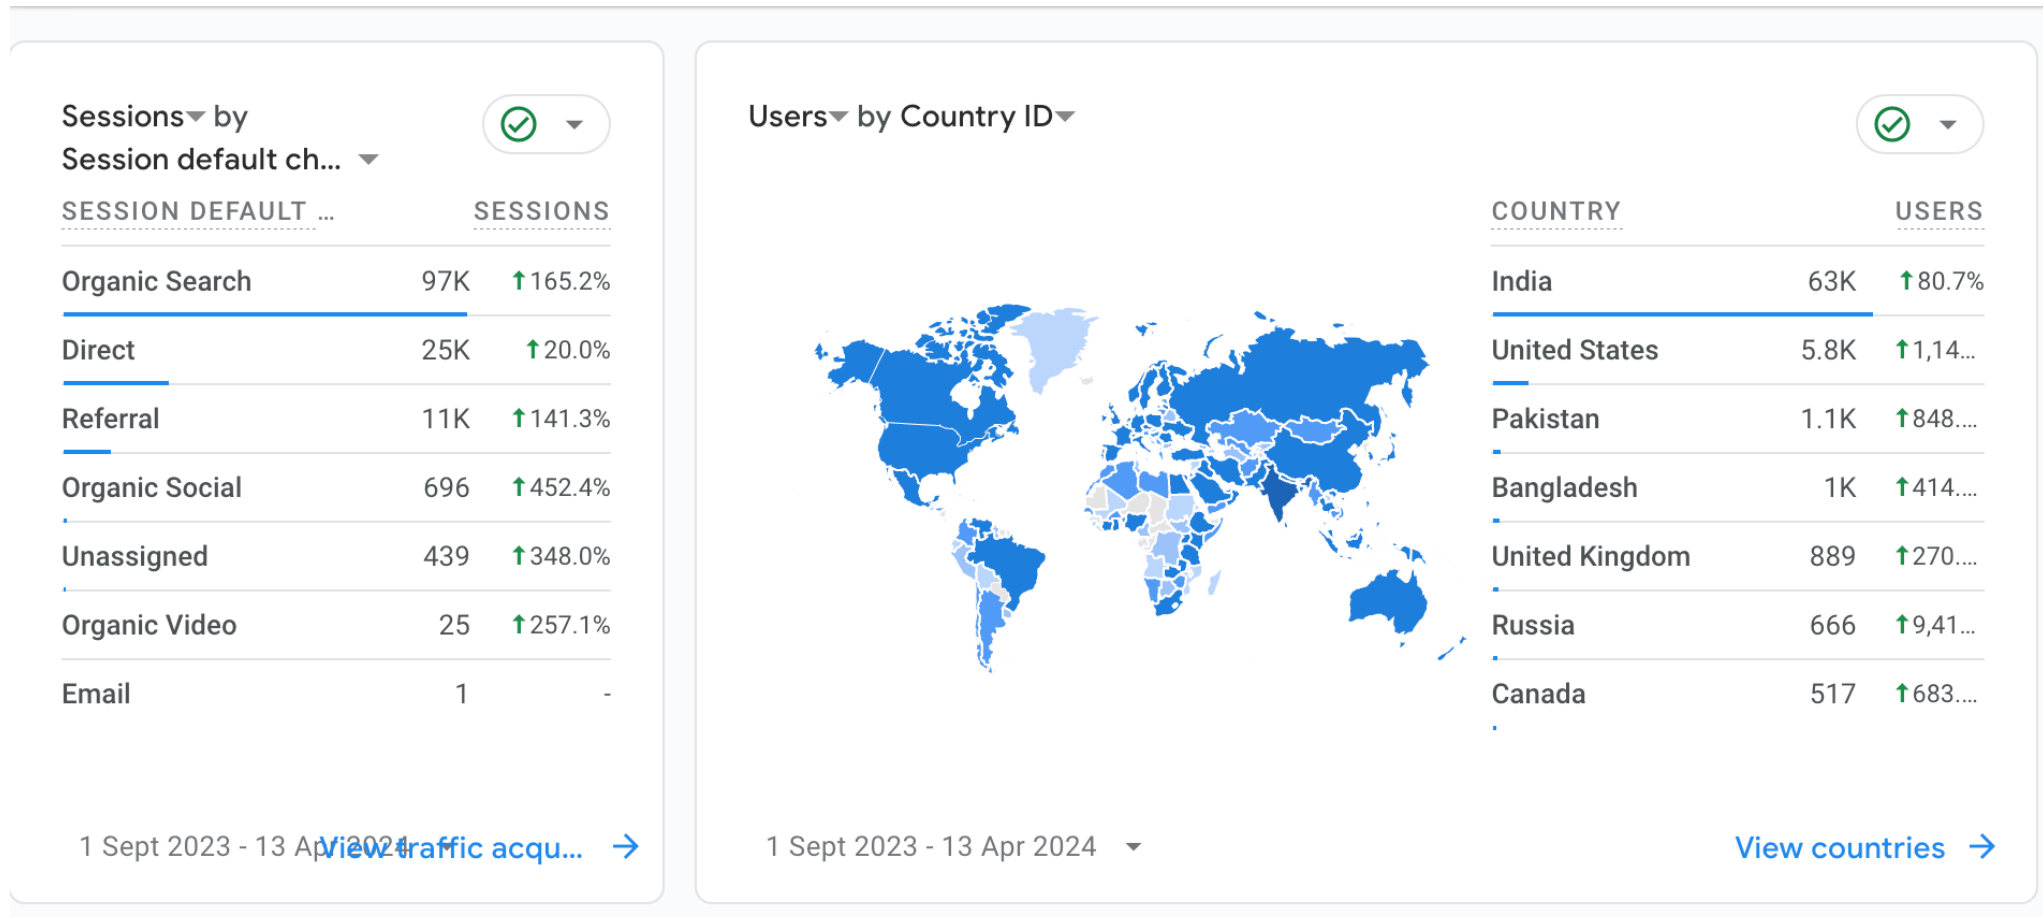 Sessions by
Session default ch...
SESSION DEFAULT ... SESSIONS
Organic Search 97K ↑165.2%
Direct 25K ↑20.0%
Referral 11K ↑141.3%
Organic Social 696 ↑452.4%
Unassigned 439 ↑348.0%
Organic Video 25 ↑257.1%
Email 1 -
1 Sept 2023 - 13 Apr 2024 View traffic acqu... →
Users by Country ID
COUNTRY USERS
India 63K ↑80.7%
United States 5.8K ↑1,14...
Pakistan 1.1K ↑848....
Bangladesh 1K ↑414....
United Kingdom 889 ↑270....
Russia 666 ↑9,41...
Canada 517 ↑683....
1 Sept 2023 - 13 Apr 2024 View countries →